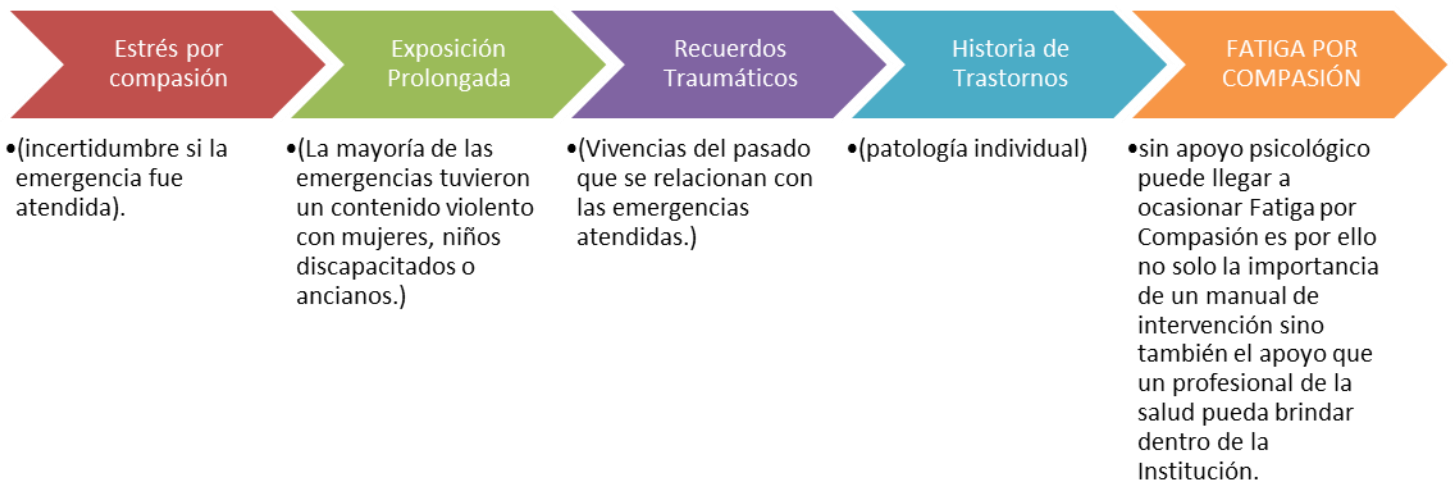 Estrés por
compasión
•(incertidumbre si la
emergencia fue
atendida).
Exposición
Prolongada
•(La mayoría de las
emergencias tuvieron
un contenido violento
con mujeres, niños
discapacitados o
ancianos.)
Recuerdos
Traumáticos
•(Vivencias del pasado
que se relacionan con
las emergencias
atendidas.)
Historia de
Trastornos
•(patología individual)
FATIGA POR
COMPASIÓN
•sin apoyo psicológico
puede llegar a
ocasionar Fatiga por
Compasión es por ello
no solo la importancia
de un manual de
intervención sino
también el apoyo que
un profesional de la
salud pueda brindar
dentro de la
Institución.